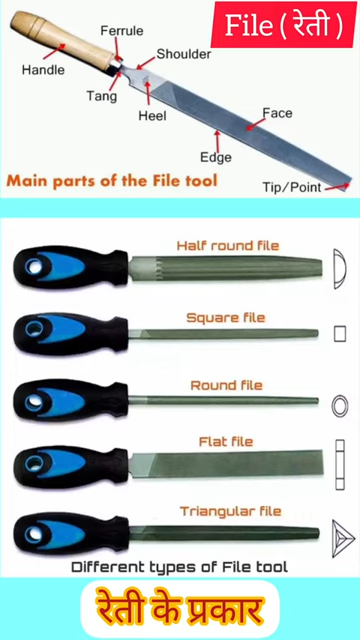 File ( रेती )
Ferrule
Shoulder
Handle
Tang
Heel
Face
Edge
Main parts of the File tool
Tip/Point
Half round file
Square file
Round file
Flat file
Triangular file
Different types of File tool
रेती के प्रकार